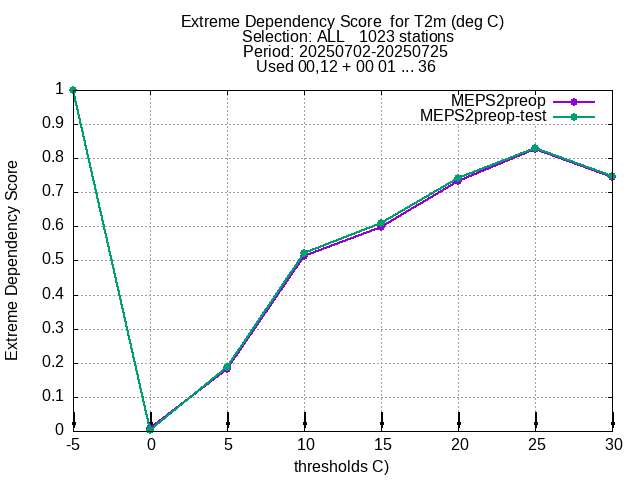 Extreme Dependency Score  for T2m (deg C)
Selection: ALL   1023 stations
Period: 20250702-20250725
Used 00,12 + 00 01 ... 36
MEPS2preop
MEPS2preop-test
Extreme Dependency Score
1
0.9
0.8
0.7
0.6
0.5
0.4
0.3
0.2
0.1
0
-5 0 5 10 15 20 25 30
thresholds C)